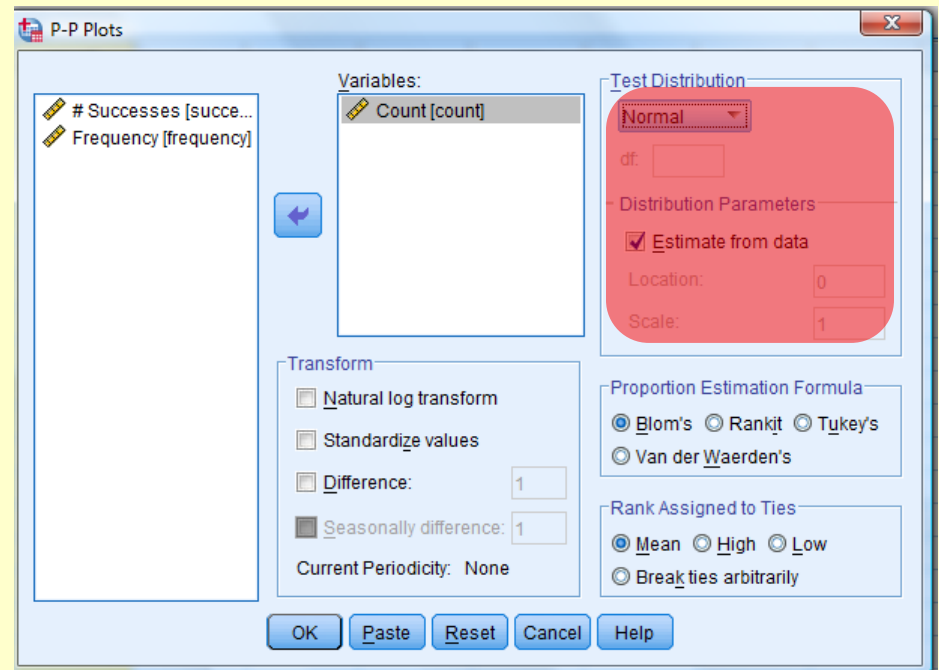 P-P Plots
# Successes [succe...
Frequency [frequency]
Variables:
Count [count]
Test Distribution
Normal
df:
Distribution Parameters
Estimate from data
Location: 0
Scale: 1
Transform
Natural log transform
Standardize values
Difference: 1
Seasonally difference: 1
Current Periodicity: None
Proportion Estimation Formula
Blom's Rankit Tukey's
Van der Waerden's
Rank Assigned to Ties
Mean High Low
Break ties arbitrarily
OK Paste Reset Cancel Help